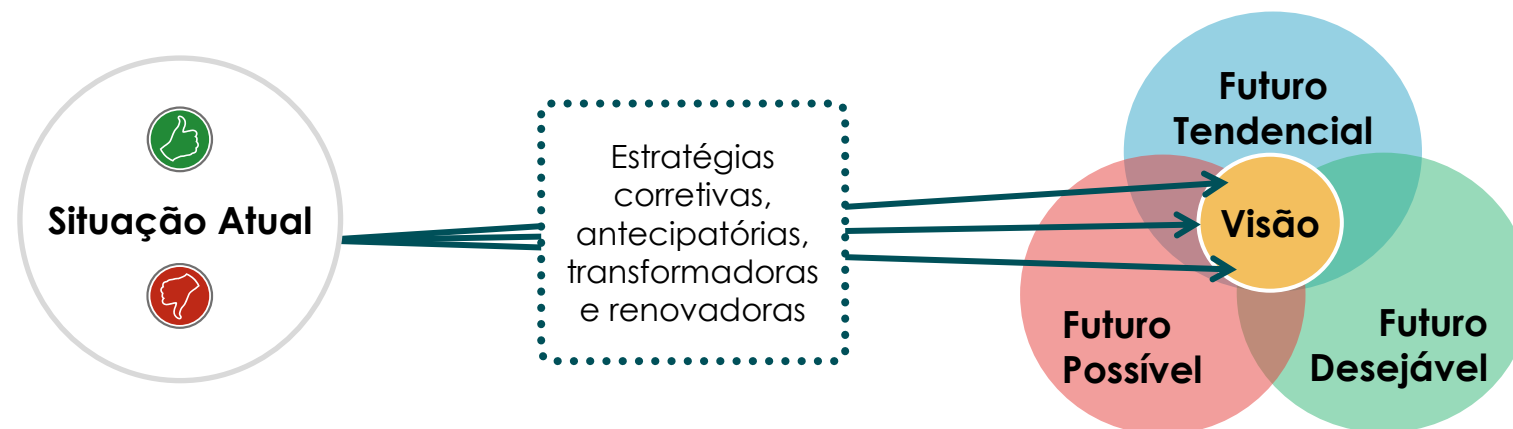 Situação Atual
Estratégias
corretivas,
antecipatórias,
transformadoras
e renovadoras
Futuro
Tendencial
Visão
Futuro
Possível
Futuro
Desejável